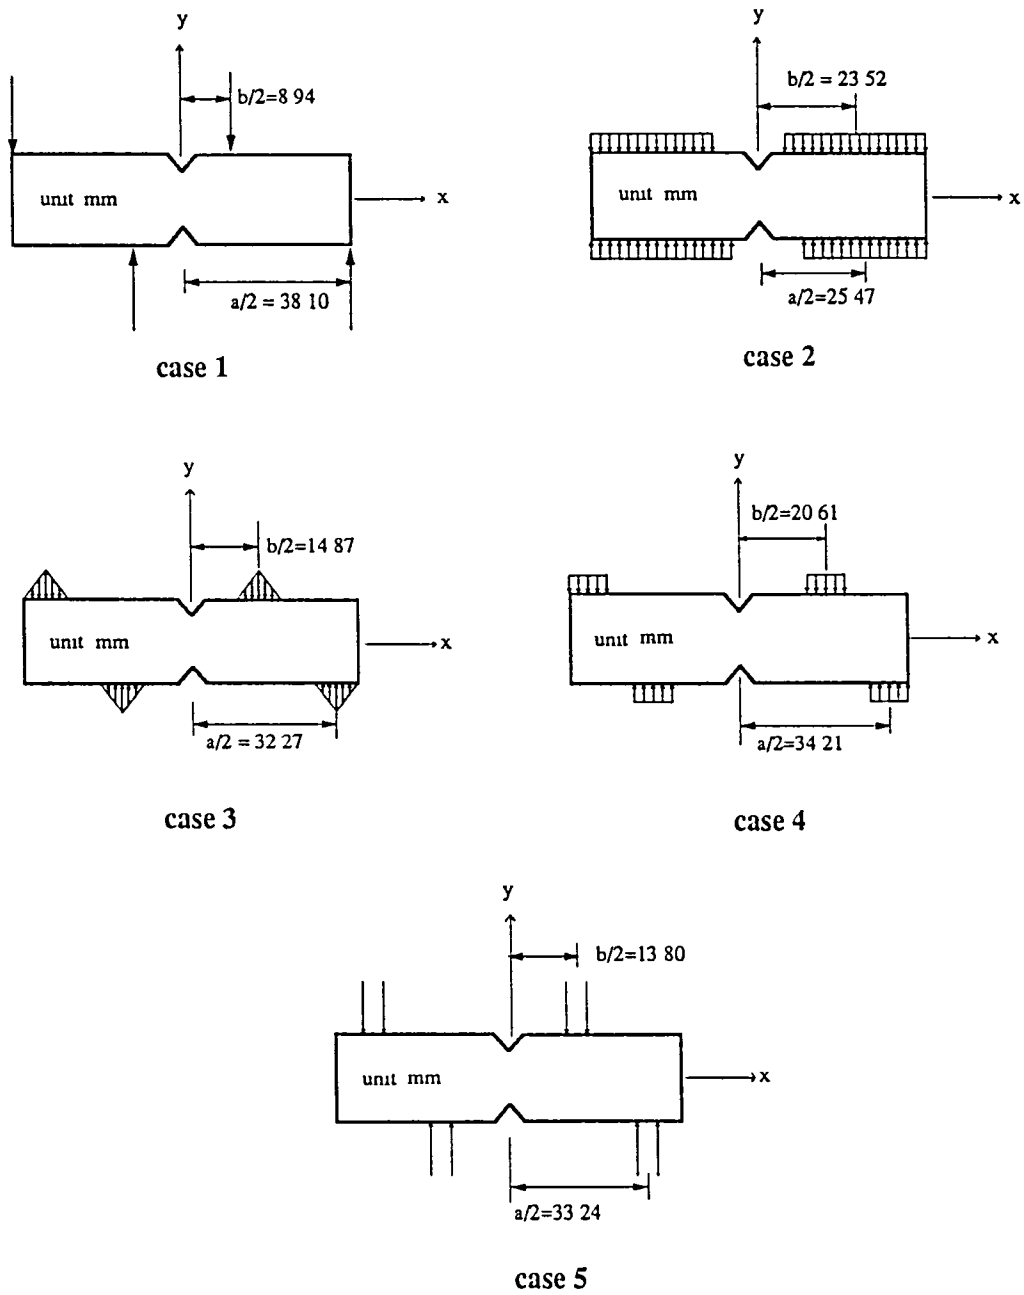 y
b/2=8 94
unit mm
x
a/2 = 38 10
case 1
y
b/2 = 23 52
unit mm
x
a/2=25 47
case 2
y
b/2=14 87
unit mm
x
a/2 = 32 27
case 3
y
b/2=20 61
unit mm
x
a/2=34 21
case 4
y
b/2=13 80
unit mm
x
a/2=33 24
case 5